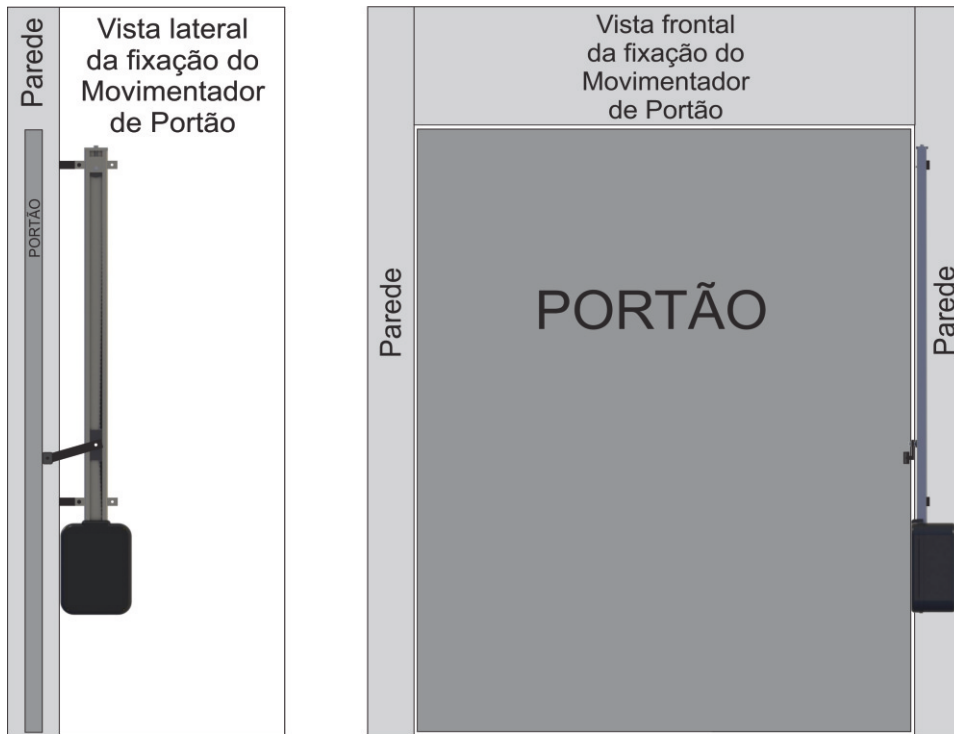 Parede
Vista lateral
da fixação do
Movimentador
de Portão
PORTÃO
Vista frontal
da fixação do
Movimentador
de Portão
Parede
PORTÃO
Parede